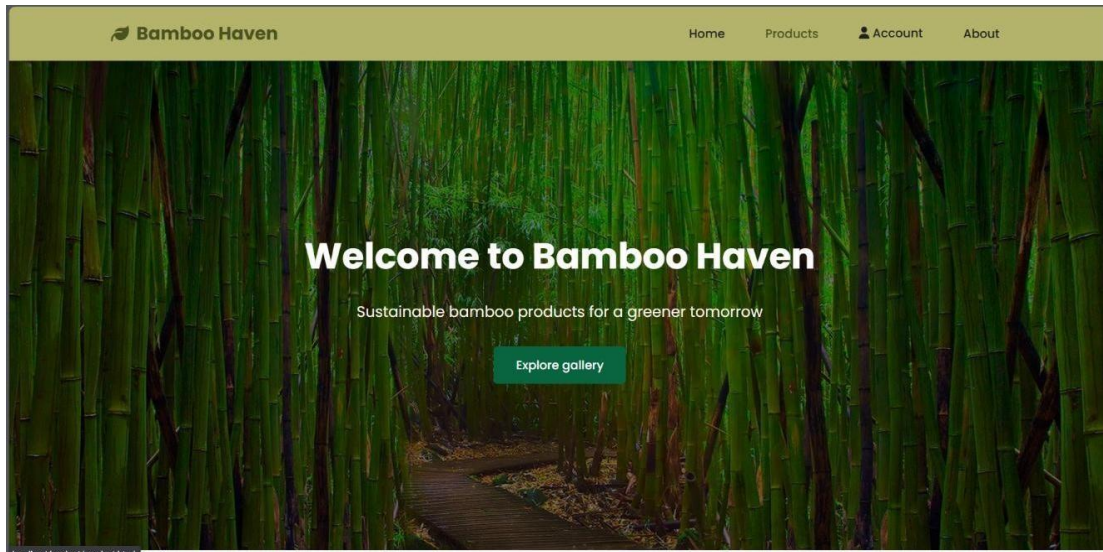 Bamboo Haven
Home Products Account About
Welcome to Bamboo Haven
Sustainable bamboo products for a greener tomorrow
Explore gallery